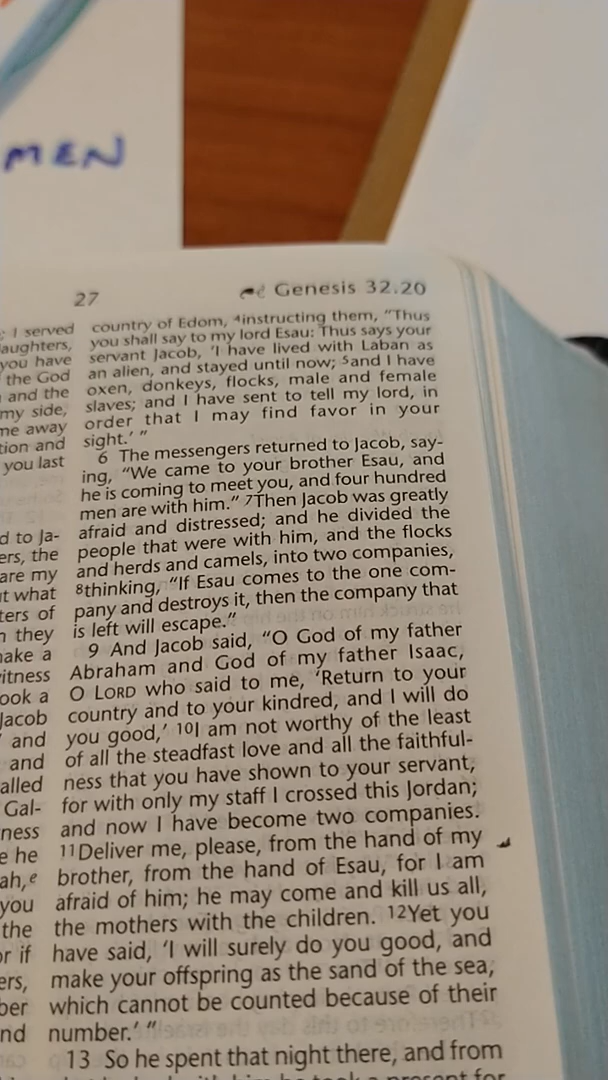 MEN
27
Genesis 32.20
: I served
aughters,
you have
the God
and the
my side,
me away
tion and
you last
d to Ja-
ers, the
are my
t what
ters of
they
ake a
itness
ook a
Jacob
and
and
alled
Gal-
ness
e he
ah,e
you
the
or if
ers,
ber
nd
country of Edom, 4instructing them, "Thus
you shall say to my lord Esau: Thus says your
servant Jacob, 'I have lived with Laban as
an alien, and stayed until now; 5and I have
oxen, donkeys, flocks, male and female
slaves; and I have sent to tell my lord, in
order that I may find favor in your
sight.' "
6 The messengers returned to Jacob, say-
ing, "We came to your brother Esau, and
he is coming to meet you, and four hundred
men are with him." 7Then Jacob was greatly
afraid and distressed; and he divided the
people that were with him, and the flocks
and herds and camels, into two companies,
8thinking, "If Esau comes to the one com-
pany and destroys it, then the company that
is left will escape."
9 And Jacob said, "O God of my father
Abraham and God of my father Isaac,
O LORD who said to me, 'Return to your
country and to your kindred, and I will do
you good,' 10I am not worthy of the least
of all the steadfast love and all the faithful-
ness that you have shown to your servant,
for with only my staff I crossed this Jordan;
and now I have become two companies.
11Deliver me, please, from the hand of my
brother, from the hand of Esau, for I am
afraid of him; he may come and kill us all,
the mothers with the children. 12Yet you
have said, 'I will surely do you good, and
make your offspring as the sand of the sea,
which cannot be counted because of their
number.' "
13 So he spent that night there, and from
him he took a present for